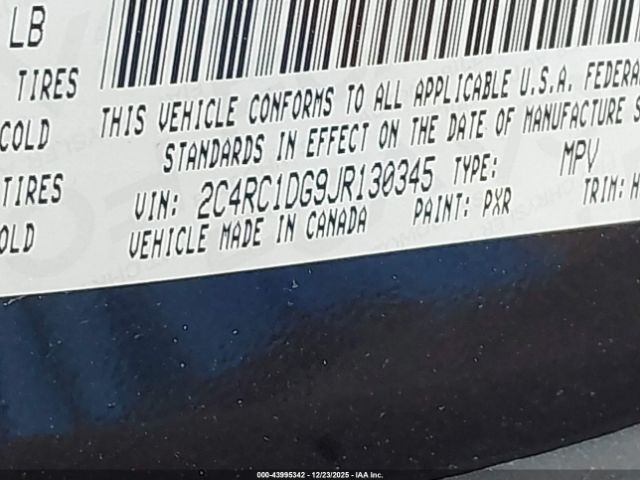 LB
TIRES
COLD
TIRES
OLD
THIS VEHICLE CONFORMS TO ALL APPLICABLE U.S.A. FEDERA
STANDARDS IN EFFECT ON THE DATE OF MANUFACTURE S
VIN: 2C4RC1DG9JR130345 TYPE: MPV
VEHICLE MADE IN CANADA PAINT: PXR TRIM: H
000-43995342 - 12/23/2025 - IAA Inc.